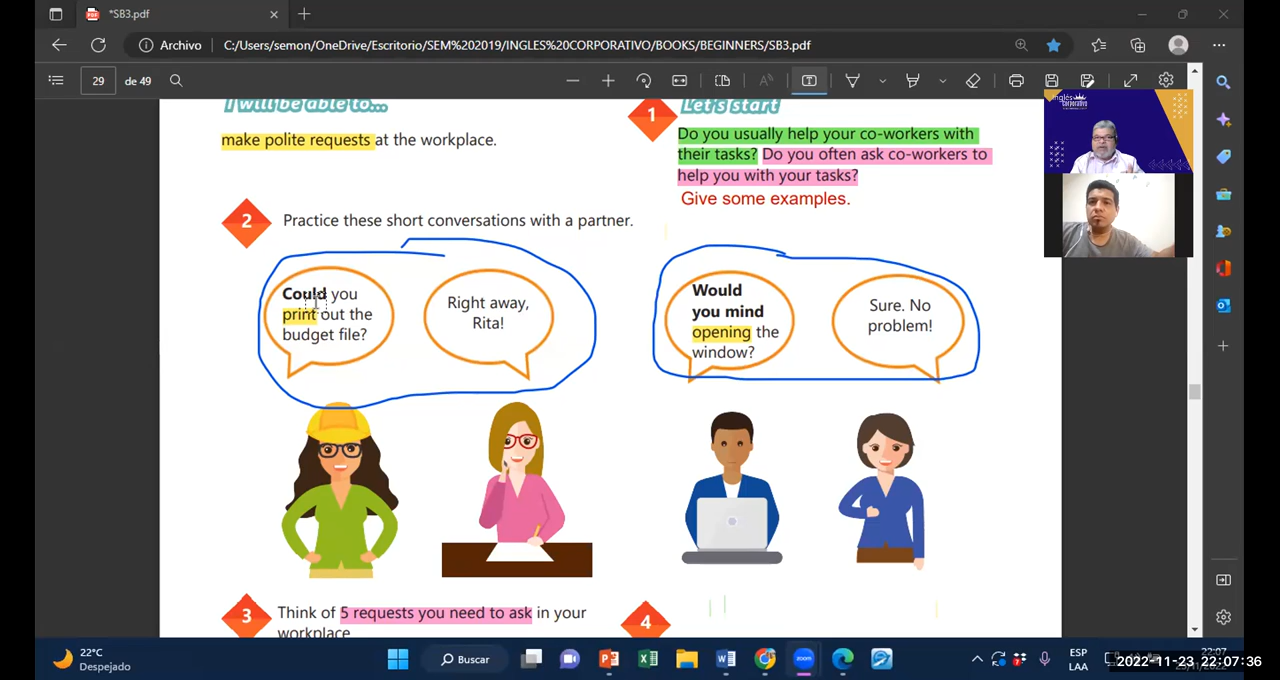 *SB3.pdf
Archivo
C:/Users/semon/OneDrive/Escritorio/SEM%202019/INGLES%20CORPORATIVO/BOOKS/BEGINNERS/SB3.pdf
29
de 49
I will be able to...
make polite requests at the workplace.
1
Let's start
Do you usually help your co-workers with
their tasks? Do you often ask co-workers to
help you with your tasks?
Give some examples.
2
Practice these short conversations with a partner.
Could you
print out the
budget file?
Right away,
Rita!
Would
you mind
opening the
window?
Sure. No
problem!
3
Think of 5 requests you need to ask in your
workplace
4
inglés
corporativo
22°C
Despejado
Buscar
ESP
LAA
22:07
2022-11-23 22:07:36